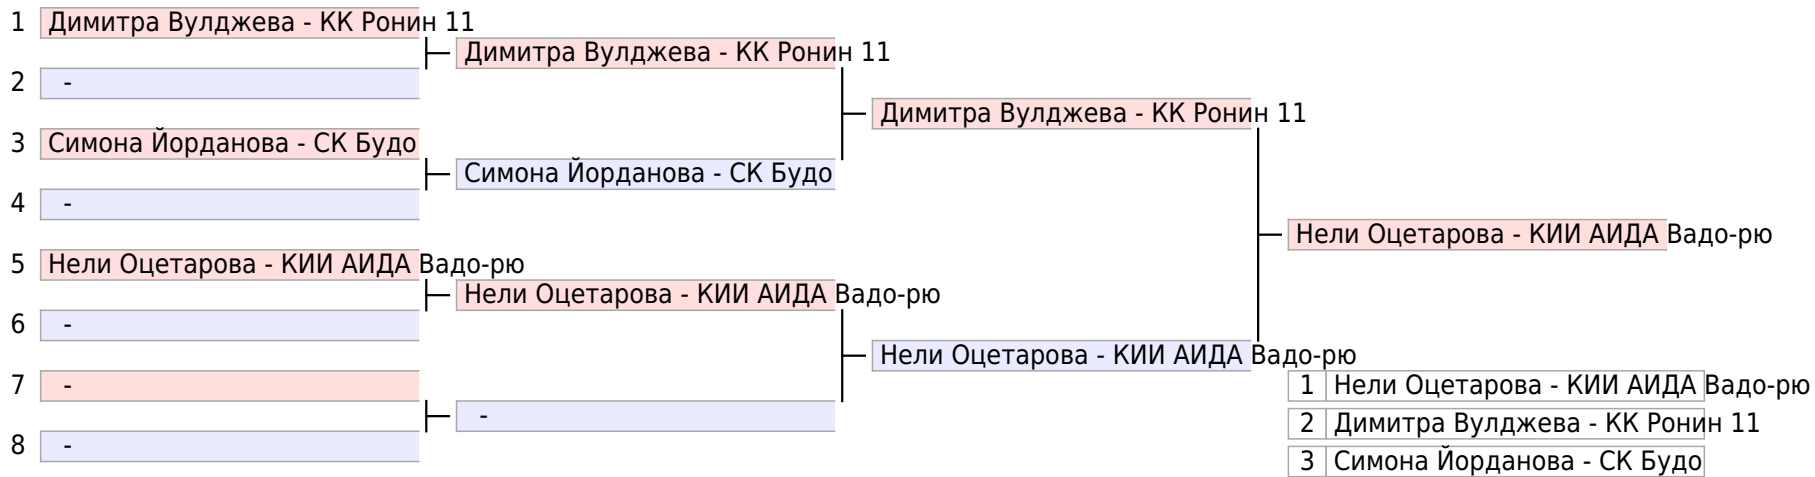 1 Димитра Вулджева - КК Ронин 11
Димитра Вулджева - КК Ронин 11
2 -
Димитра Вулджева - КК Ронин 11
3 Симона Йорданова - СК Будо
Симона Йорданова - СК Будо
4 -
Нели Оцетарова - КИИ АИДА Вадо-рю
5 Нели Оцетарова - КИИ АИДА Вадо-рю
Нели Оцетарова - КИИ АИДА Вадо-рю
6 -
Нели Оцетарова - КИИ АИДА Вадо-рю
7 -
-
8 -
1 Нели Оцетарова - КИИ АИДА Вадо-рю
2 Димитра Вулджева - КК Ронин 11
3 Симона Йорданова - СК Будо